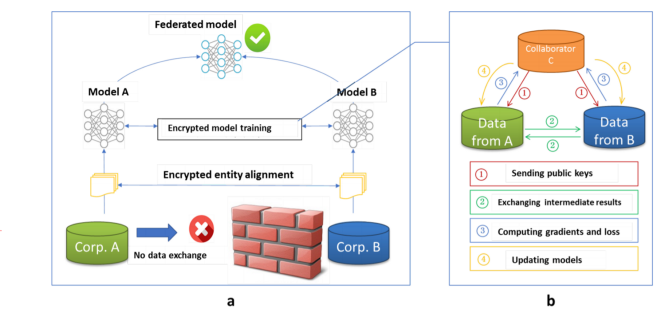 Federated model
Model A
Model B
Encrypted model training
Encrypted entity alignment
Corp. A
No data exchange
Corp. B
a
Collaborator
C
4
3
1
1
3
4
Data
from A
2
2
Data
from B
1 Sending public keys
2 Exchanging intermediate results
3 Computing gradients and loss
4 Updating models
b